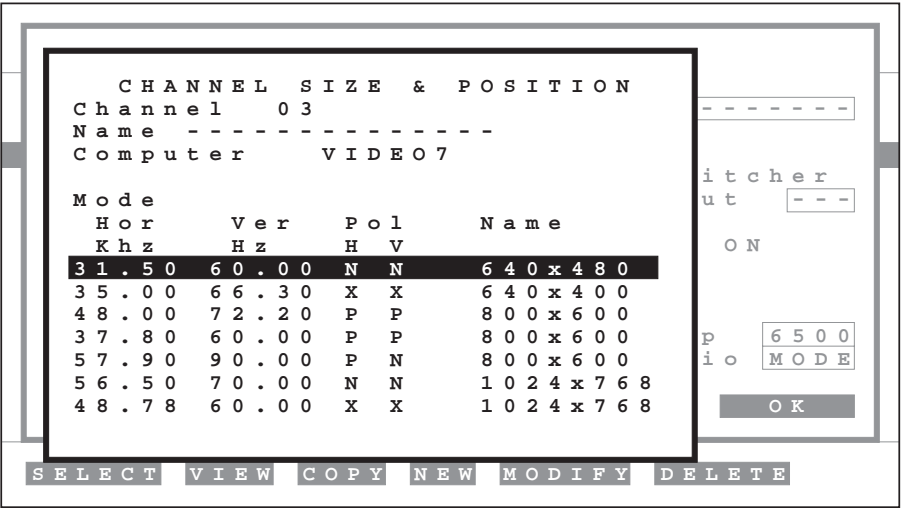 CHANNEL SIZE & POSITION
Channel 03
Name --------------
Computer VIDEO7
Mode
Hor Ver Pol Name
Khz Hz H V
31.50 60.00 N N 640x480
35.00 66.30 X X 640x400
48.00 72.20 P P 800x600
37.80 60.00 P P 800x600
57.90 90.00 P N 800x600
56.50 70.00 N N 1024x768
48.78 60.00 X X 1024x768
-------
itcher
ut ---
ON
p 6500
io MODE
OK
SELECT VIEW COPY NEW MODIFY DELETE